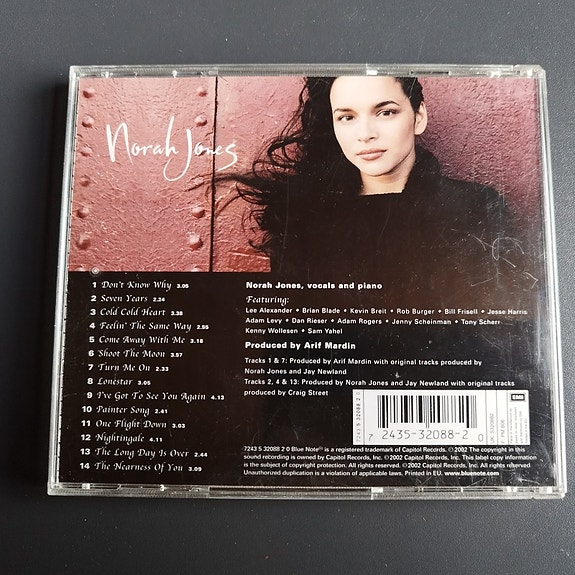 Norah Jones
1 Don't Know Why 3.05
2 Seven Years 2.24
3 Cold Cold Heart 3.38
4 Feelin' The Same Way 2.55
5 Come Away With Me 3.18
6 Shoot The Moon 3.57
7 Turn Me On 2.33
8 Lonestar 3.05
9 I've Got To See You Again 4.13
10 Painter Song 2.41
11 One Flight Down 3.03
12 Nightingale 4.11
13 The Long Day Is Over 2.44
14 The Nearness Of You 3.09
Norah Jones, vocals and piano
Featuring:
Lee Alexander • Brian Blade • Kevin Breit • Rob Burger • Bill Frisell • Jesse Harris
Adam Levy • Dan Rieser • Adam Rogers • Jenny Scheinman • Tony Scherr
Kenny Wollesen • Sam Yahel
Produced by Arif Mardin
Tracks 1 & 7: Produced by Arif Mardin with original tracks produced by
Norah Jones and Jay Newland
Tracks 2, 4 & 13: Produced by Norah Jones and Jay Newland with original tracks
produced by Craig Street
7243 5 32088 2 0
7 2435-32088-2 0
EMI
7243 5 32088 2 0 Blue Note® is a registered trademark of Capitol Records, Inc. ℗2002 The copyright in this
sound recording is owned by Capitol Records, Inc. ©2002 Capitol Records, Inc. This label copy information
is the subject of copyright protection. All rights reserved. ©2002 Capitol Records, Inc. All rights reserved.
Unauthorized duplication is a violation of applicable laws. Printed in EU. www.bluenote.com